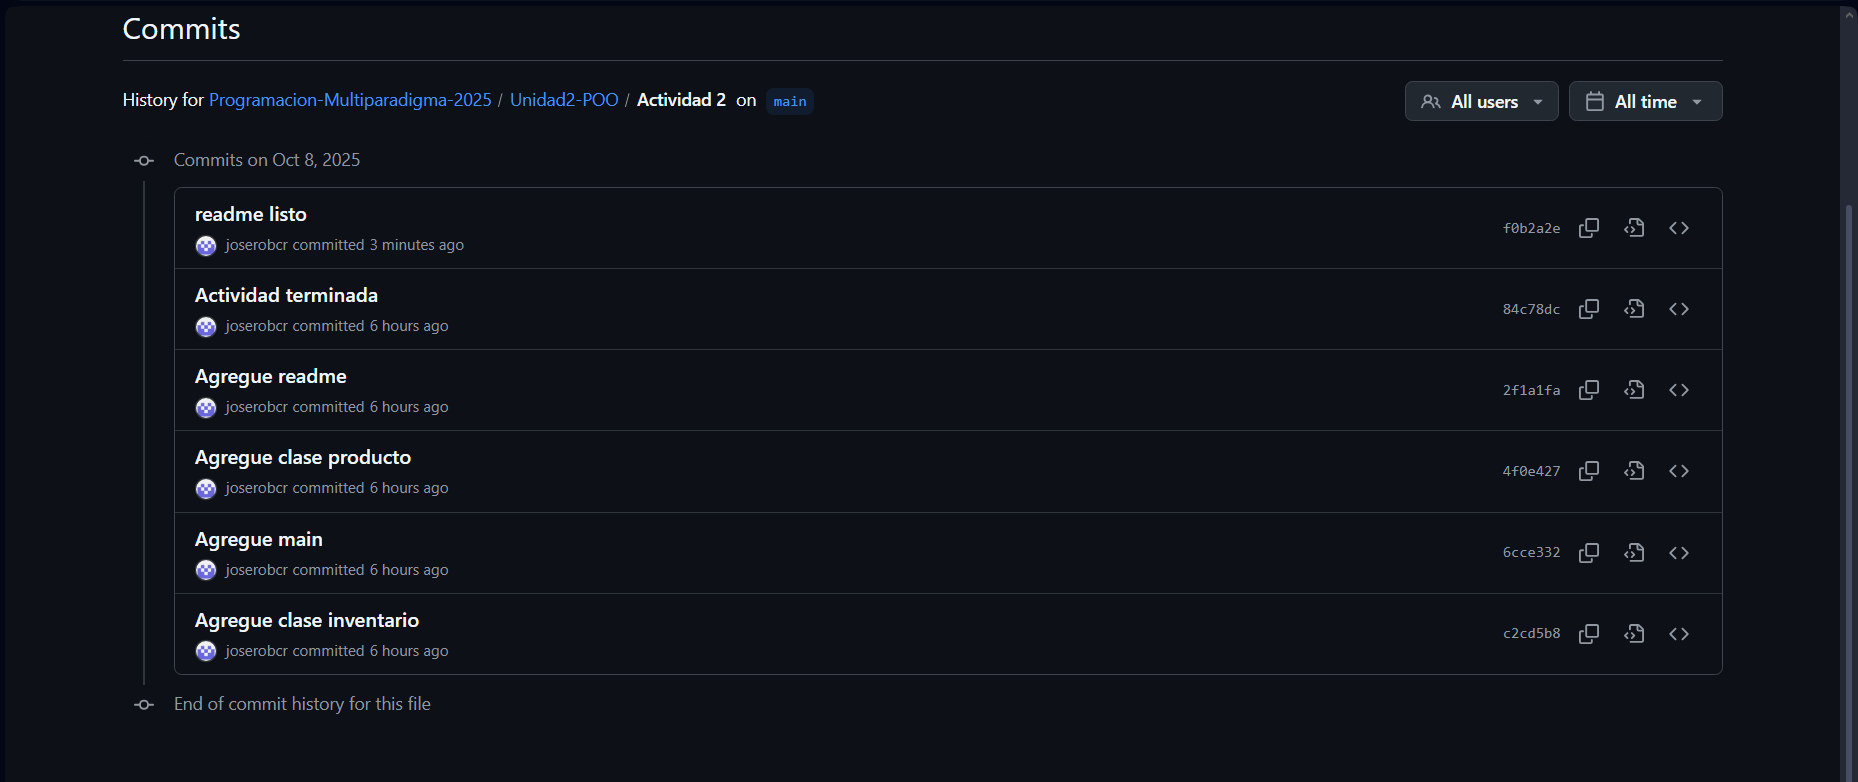 Commits
History for Programacion-Multiparadigma-2025 / Unidad2-POO / Actividad 2 on main
All users
All time
Commits on Oct 8, 2025
readme listo
joserobcr committed 3 minutes ago
f0b2a2e
Actividad terminada
joserobcr committed 6 hours ago
84c78dc
Agregue readme
joserobcr committed 6 hours ago
2f1a1fa
Agregue clase producto
joserobcr committed 6 hours ago
4f0e427
Agregue main
joserobcr committed 6 hours ago
6cce332
Agregue clase inventario
joserobcr committed 6 hours ago
c2cd5b8
End of commit history for this file